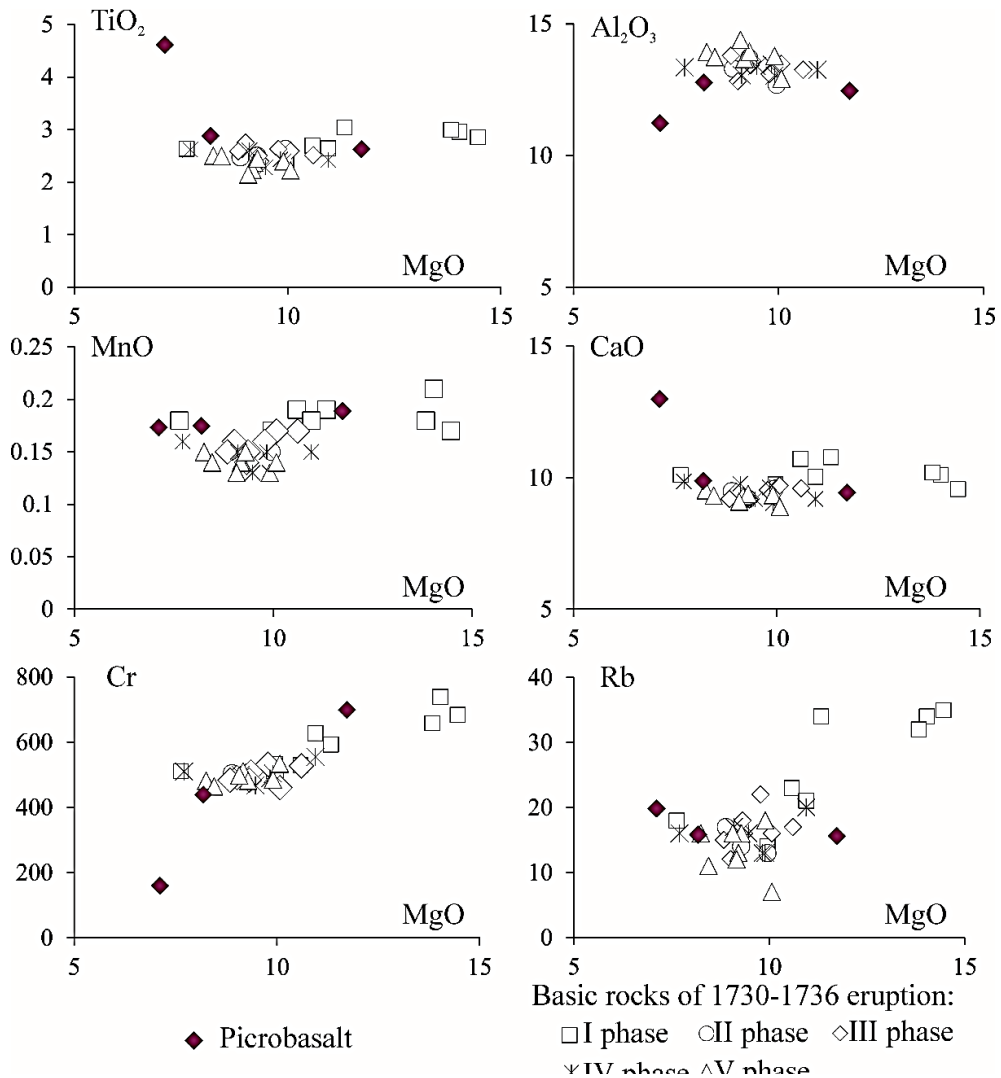 TiO₂
5
4
3
2
1
0
MgO
5 10 15
Al₂O₃
15
10
5
MgO
5 10 15
MnO
0.25
0.2
0.15
0.1
0.05
0
MgO
5 10 15
CaO
15
10
5
MgO
5 10 15
Cr
800
600
400
200
0
MgO
5 10 15
Rb
40
30
20
10
0
MgO
5 10 15
Picrobasalt
Basic rocks of 1730-1736 eruption:
I phase II phase III phase
IV phase V phase